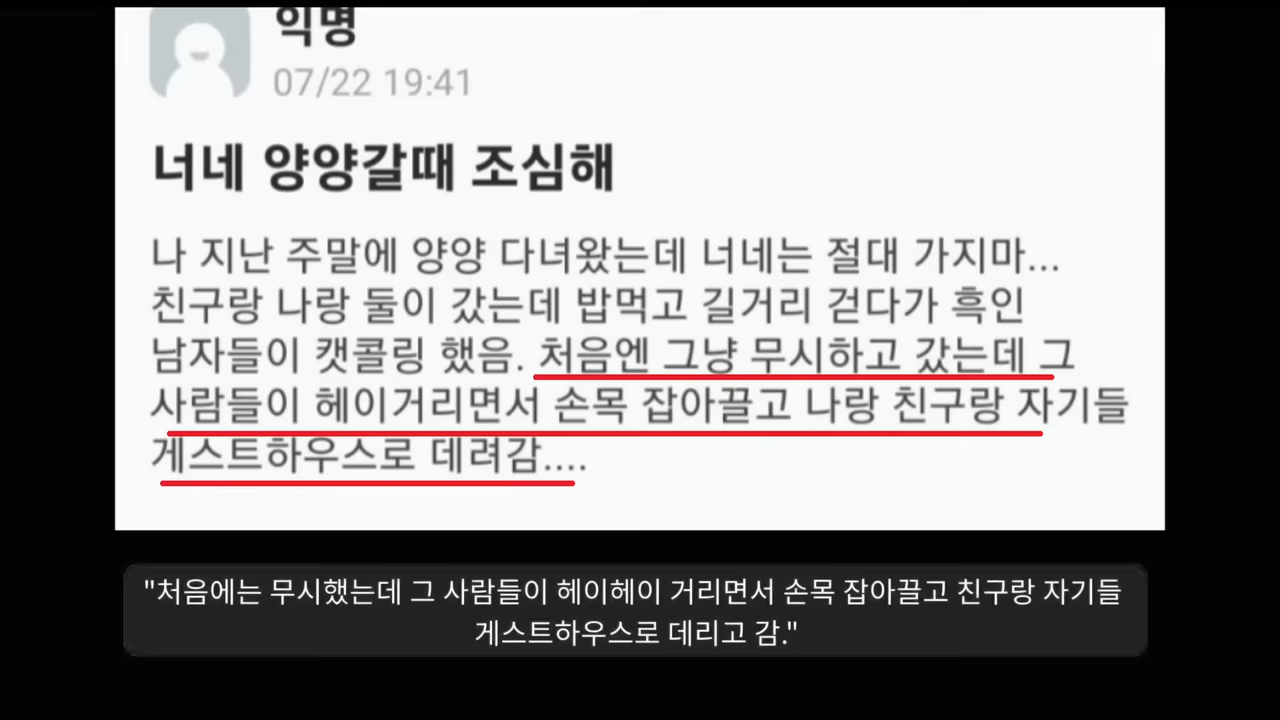 익명
07/22 19:41
너네 양양갈때 조심해
나 지난 주말에 양양 다녀왔는데 너네는 절대 가지마...
친구랑 나랑 둘이 갔는데 밥먹고 길거리 걷다가 흑인
남자들이 캣콜링 했음. 처음엔 그냥 무시하고 갔는데 그
사람들이 헤이거리면서 손목 잡아끌고 나랑 친구랑 자기들
게스트하우스로 데려감....
"처음에는 무시했는데 그 사람들이 헤이헤이 거리면서 손목 잡아끌고 친구랑 자기들
게스트하우스로 데리고 감."